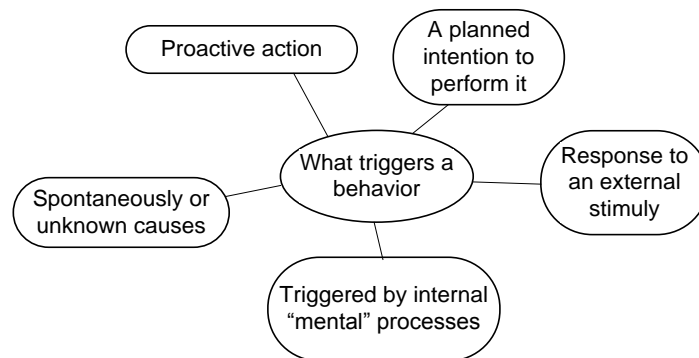 Proactive action
A planned
intention to
perform it
What triggers a
behavior
Response to
an external
stimuly
Spontaneously or
unknown causes
Triggered by internal
“mental” processes